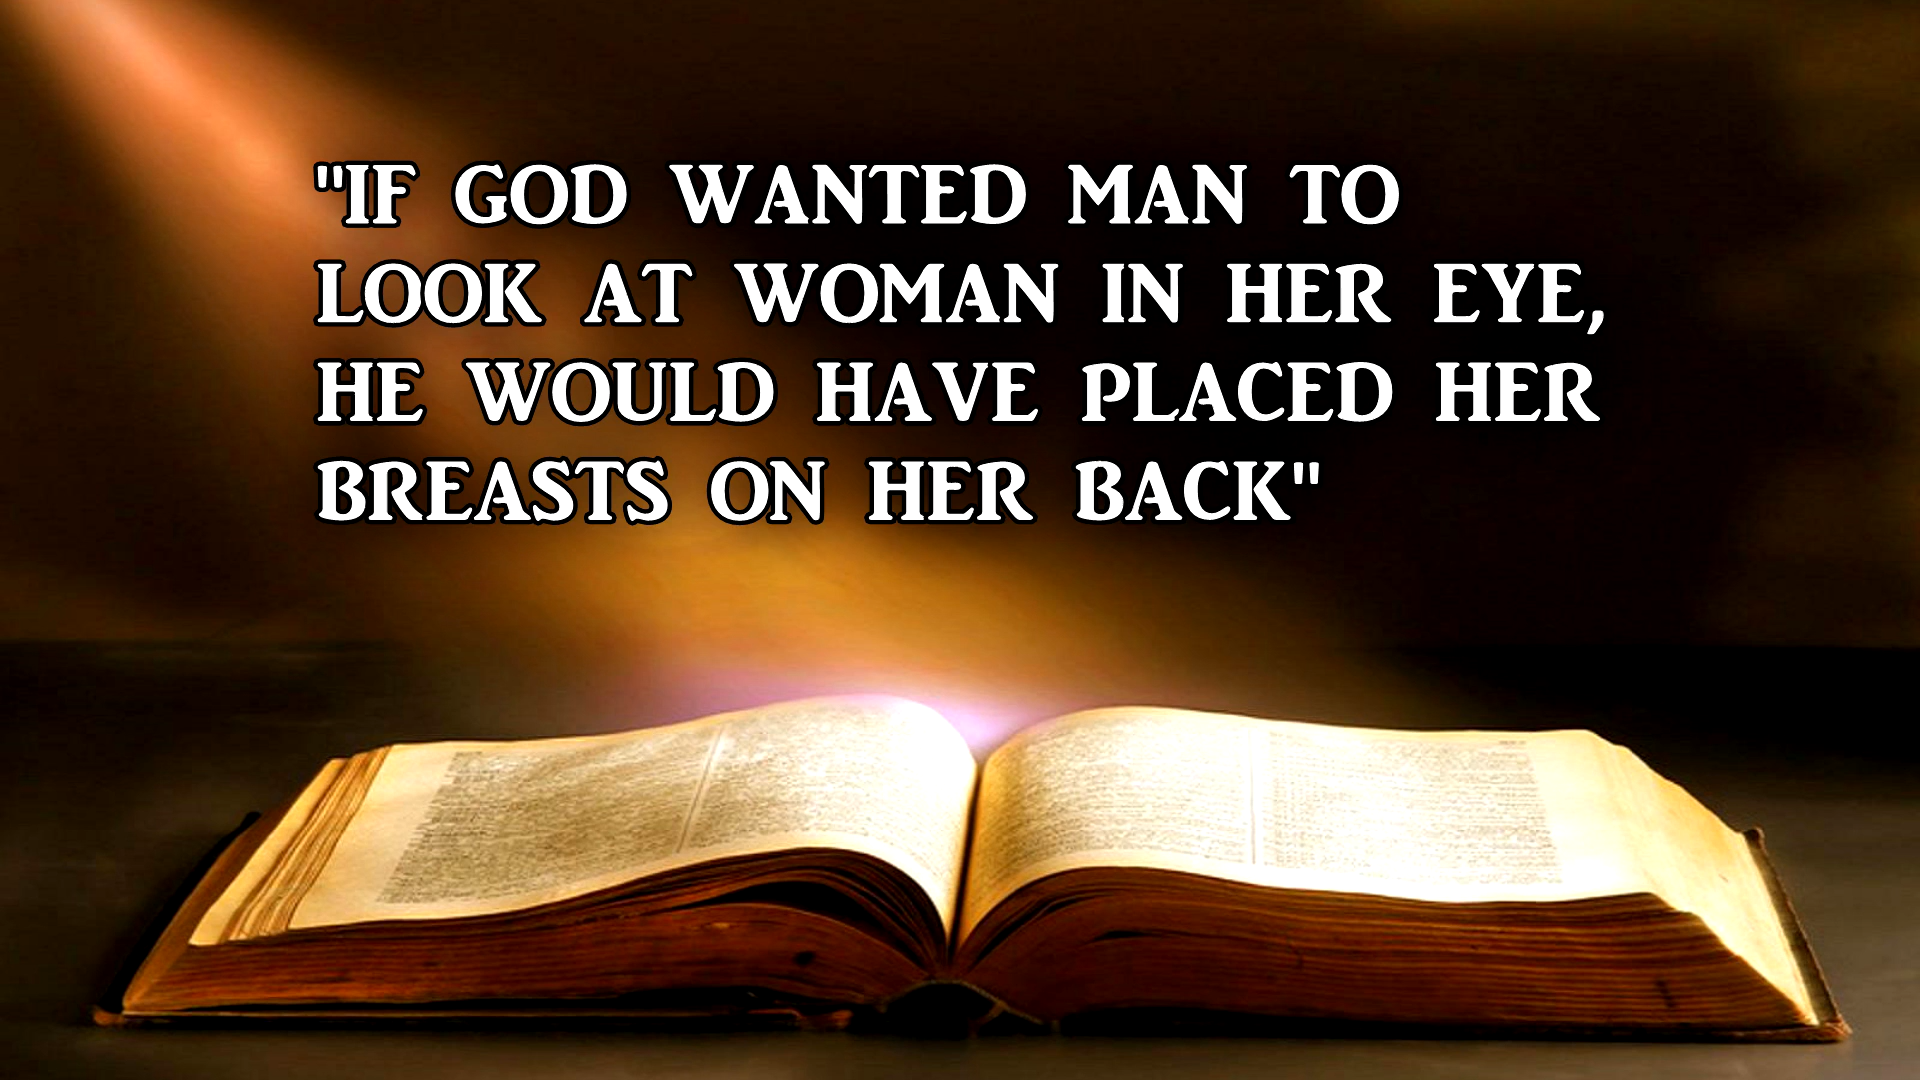 "IF GOD WANTED MAN TO
LOOK AT WOMAN IN HER EYE,
HE WOULD HAVE PLACED HER
BREASTS ON HER BACK"